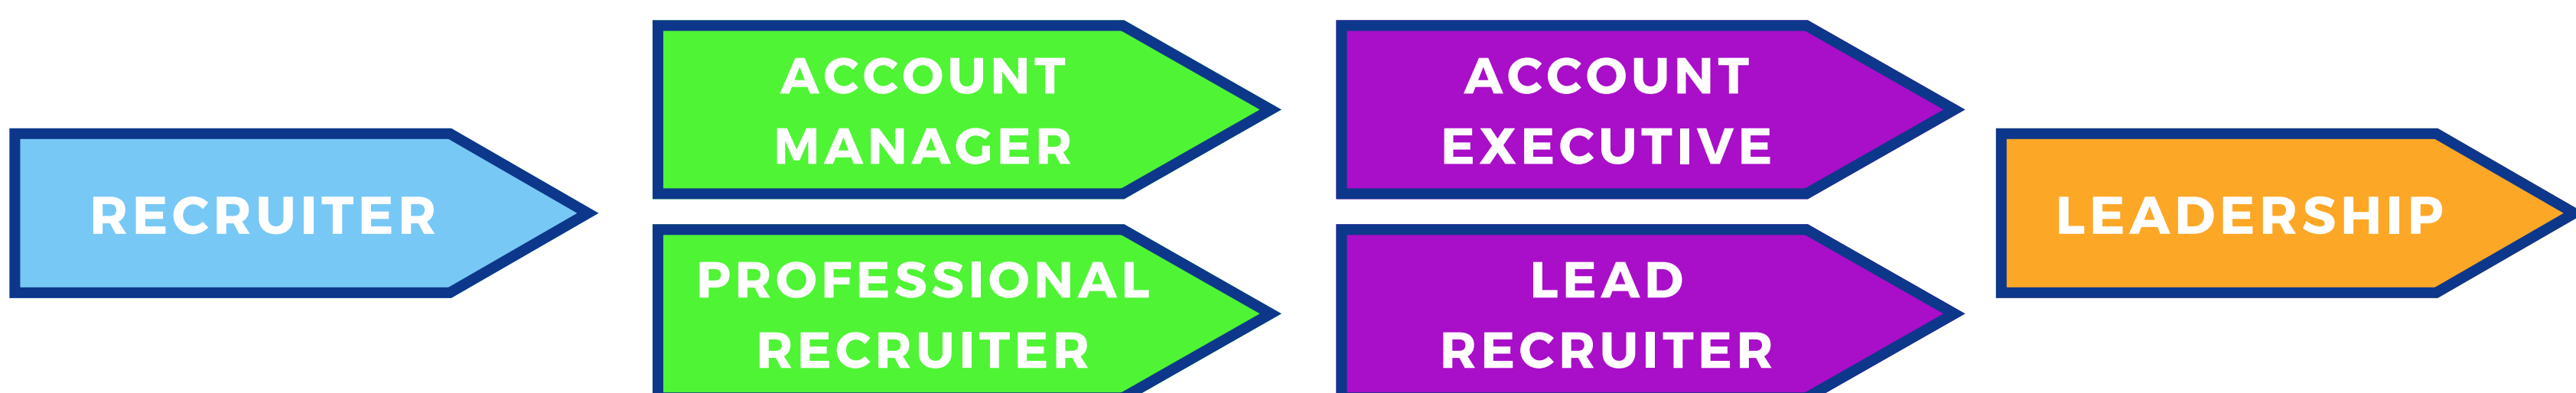 RECRUITER
ACCOUNT
MANAGER
PROFESSIONAL
RECRUITER
ACCOUNT
EXECUTIVE
LEAD
RECRUITER
LEADERSHIP